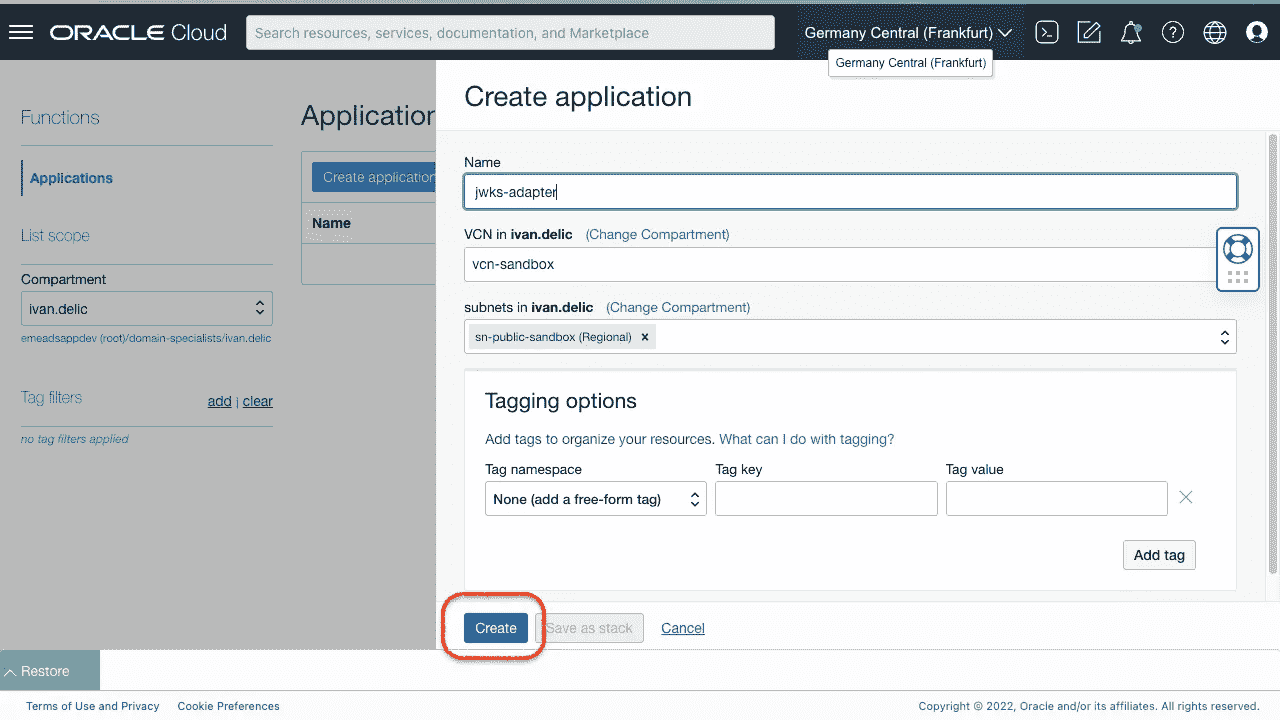 ORACLE Cloud
Search resources, services, documentation, and Marketplace
Germany Central (Frankfurt)
Germany Central (Frankfurt)
Functions
Applications
List scope
Compartment
ivan.delic
emeadsappdev (root)/domain-specialists/ivan.delic
Tag filters
add | clear
no tag filters applied
Application
Create application
Name
Create application
Name
jwks-adapter
VCN in ivan.delic (Change Compartment)
vcn-sandbox
subnets in ivan.delic (Change Compartment)
sn-public-sandbox (Regional) ×
Tagging options
Add tags to organize your resources. What can I do with tagging?
Tag namespace Tag key Tag value
None (add a free-form tag)
Add tag
Create Save as stack Cancel
Restore
Terms of Use and Privacy Cookie Preferences
Copyright © 2022, Oracle and/or its affiliates. All rights reserved.